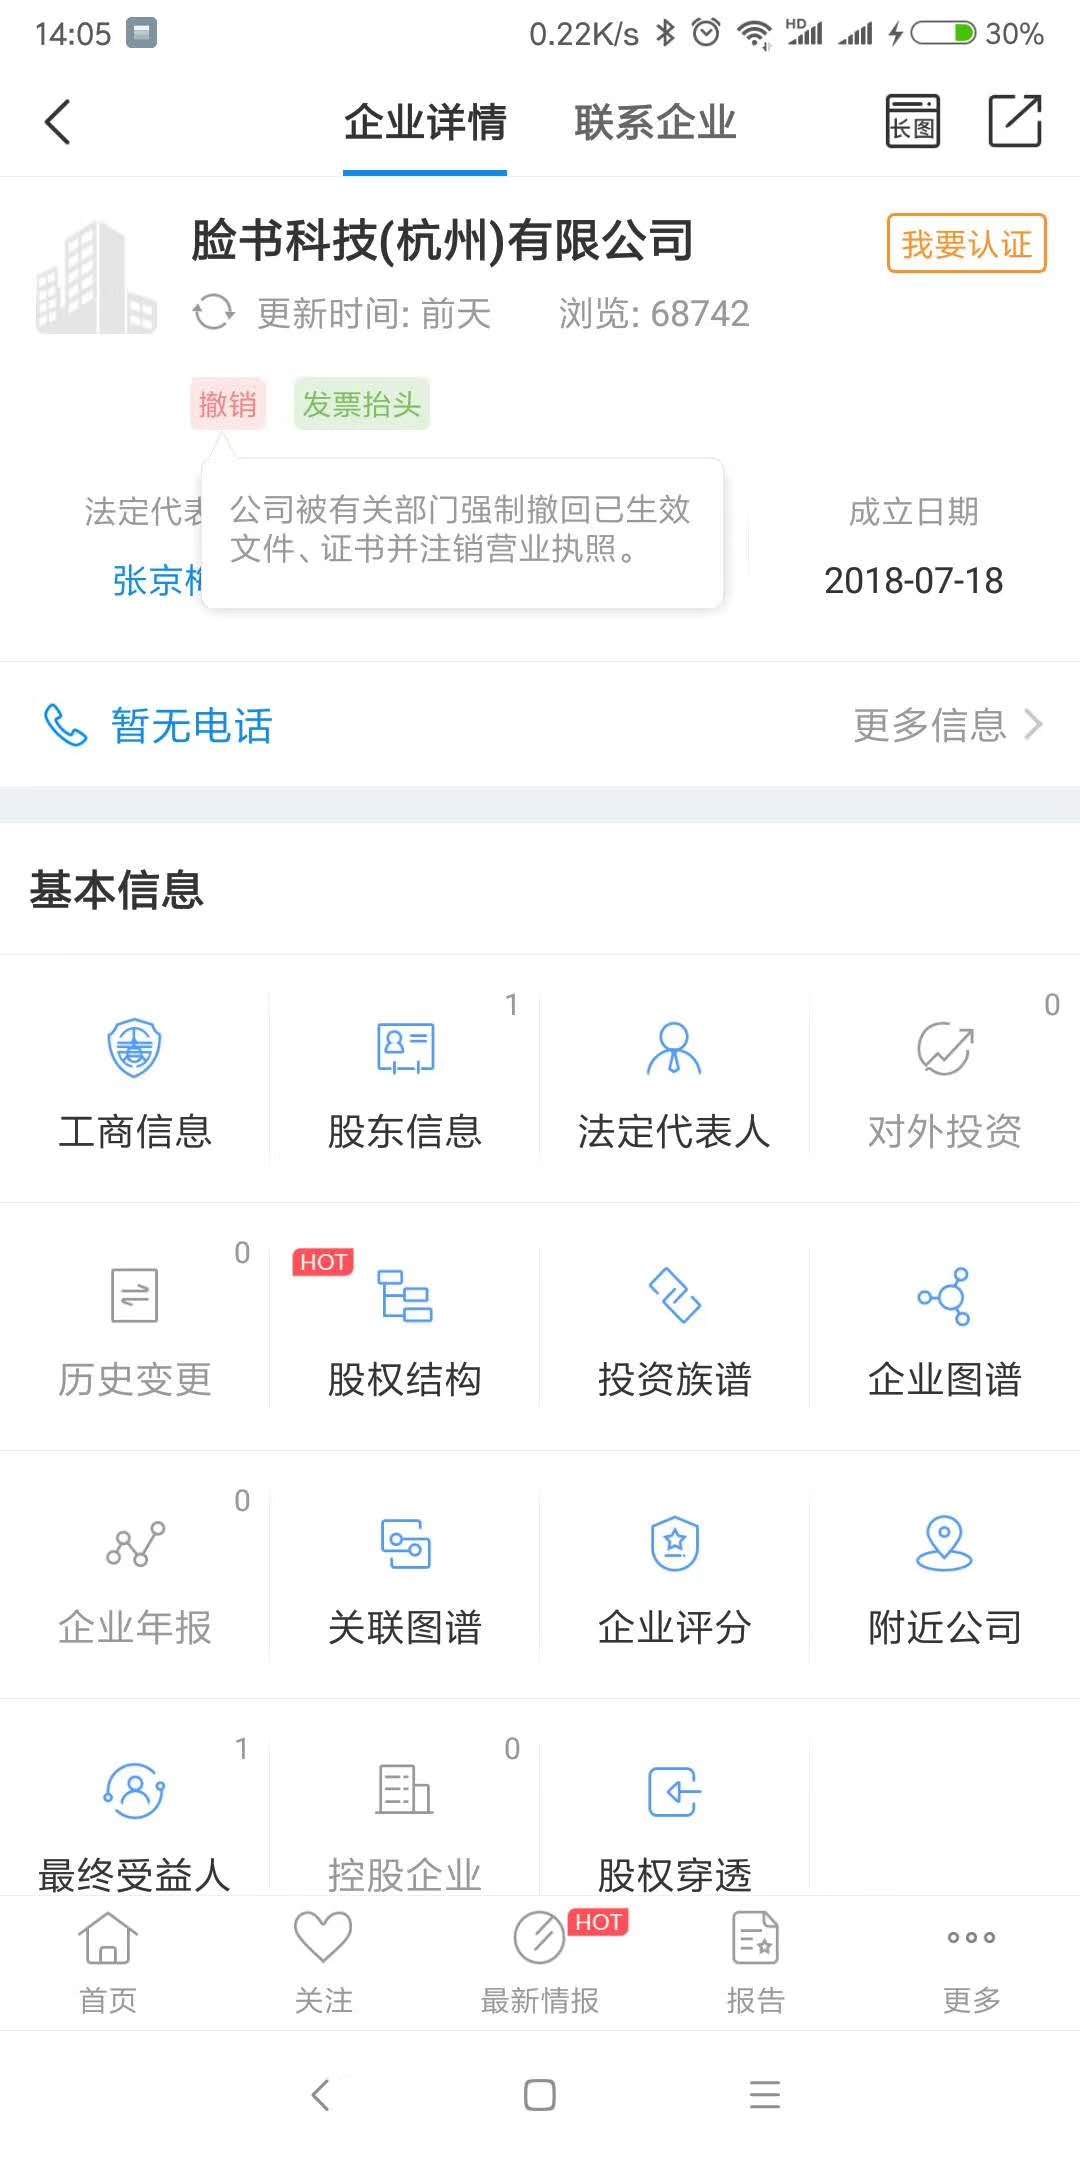 14:05 0.22K/s HD 30%
企业详情 联系企业 长图
脸书科技(杭州)有限公司 我要认证
更新时间: 前天 浏览: 68742
撤销 发票抬头
公司被有关部门强制撤回已生效
文件、证书并注销营业执照。
法定代表 成立日期
张京梅 2018-07-18
暂无电话 更多信息
基本信息
1 0
工商信息 股东信息 法定代表人 对外投资
0 HOT
历史变更 股权结构 投资族谱 企业图谱
0
企业年报 关联图谱 企业评分 附近公司
1 0
最终受益人 控股企业 股权穿透
HOT
首页 关注 最新情报 报告 更多